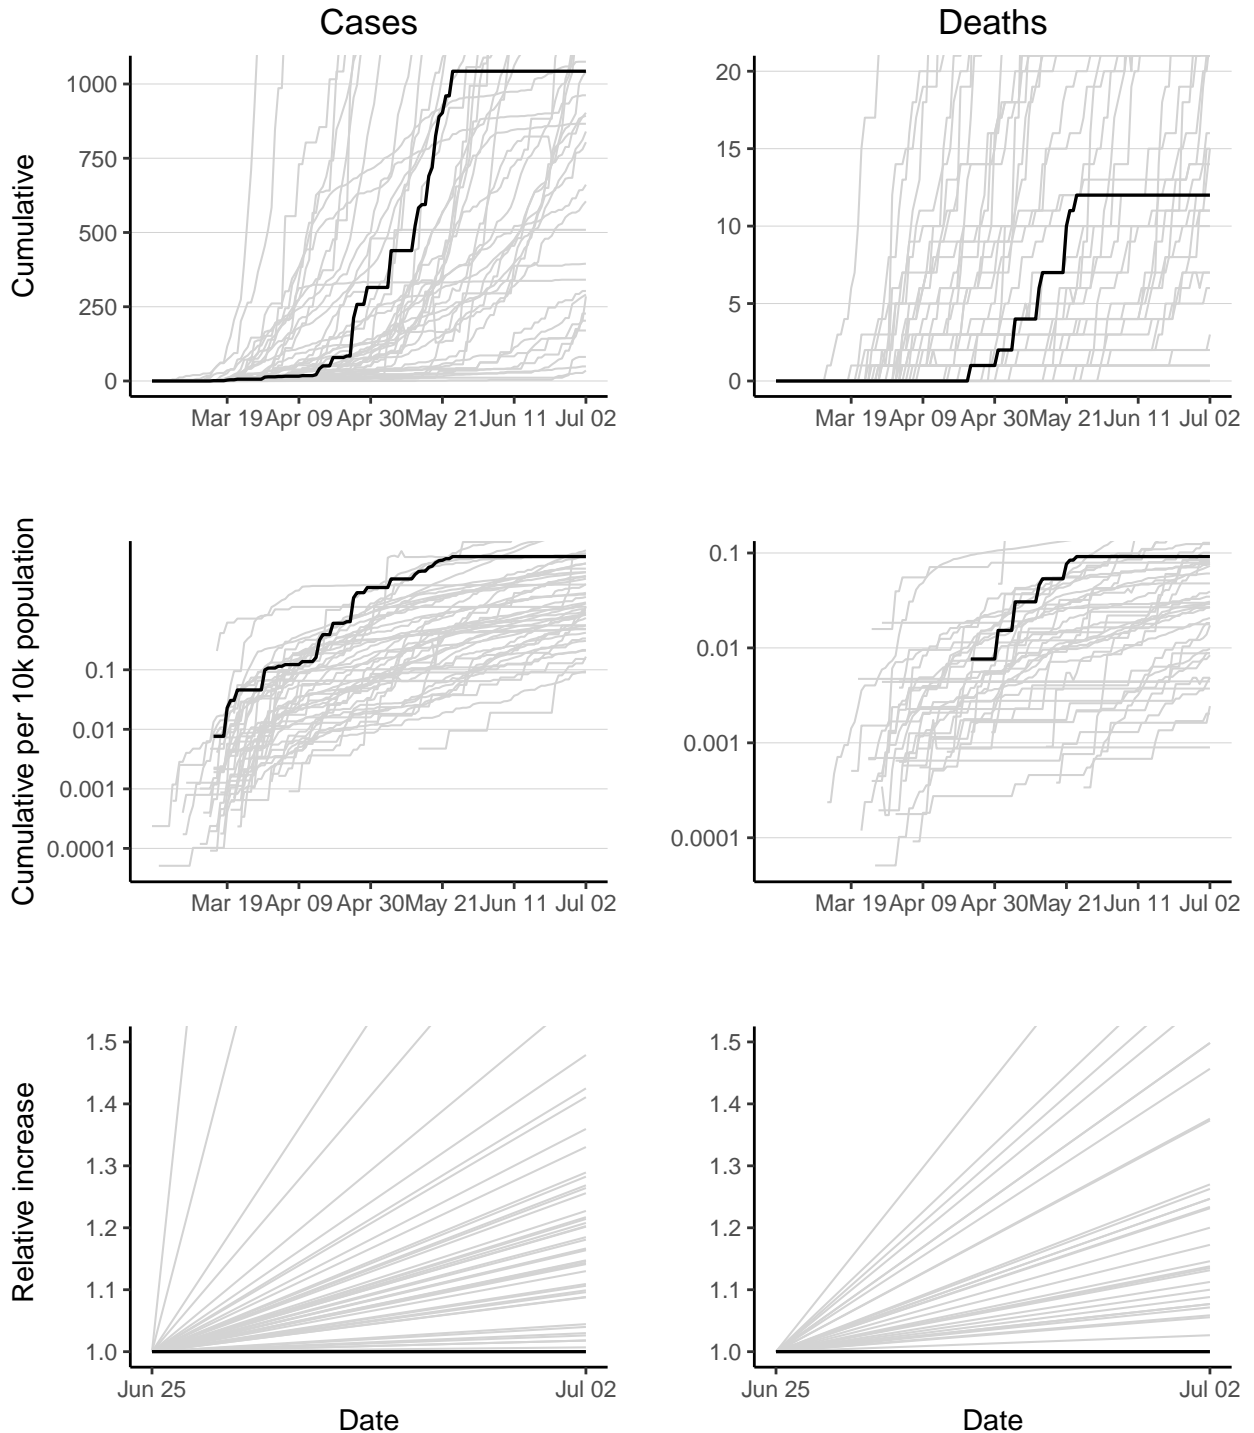 Cases
Deaths
Cumulative
1000
750
500
250
0
Mar 19 Apr 09 Apr 30 May 21 Jun 11 Jul 02
20
15
10
5
0
Mar 19 Apr 09 Apr 30 May 21 Jun 11 Jul 02
Cumulative per 10k population
0.1
0.01
0.001
0.0001
Mar 19 Apr 09 Apr 30 May 21 Jun 11 Jul 02
0.1
0.01
0.001
0.0001
Mar 19 Apr 09 Apr 30 May 21 Jun 11 Jul 02
Relative increase
1.5
1.4
1.3
1.2
1.1
1.0
Jun 25 Jul 02
Date
1.5
1.4
1.3
1.2
1.1
1.0
Jun 25 Jul 02
Date